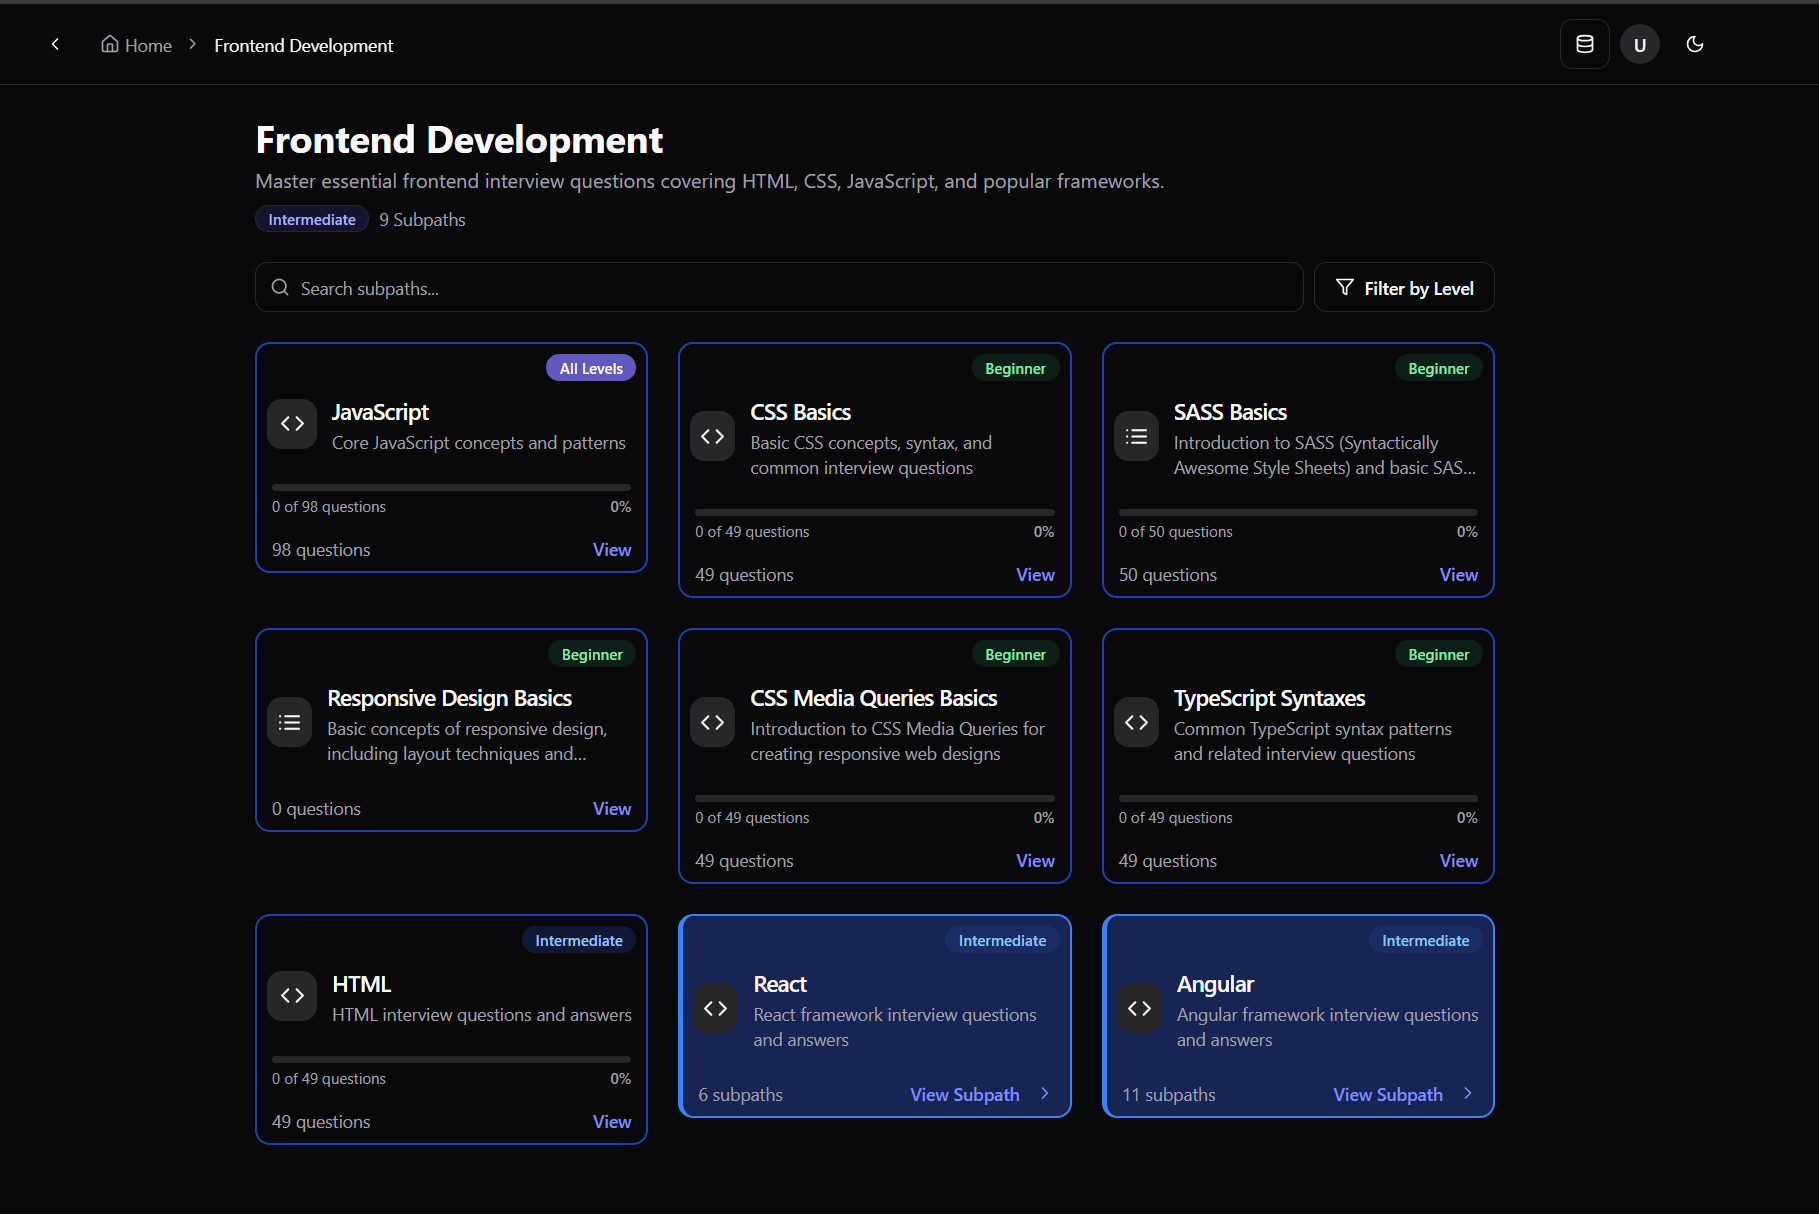 Home > Frontend Development
U
Frontend Development
Master essential frontend interview questions covering HTML, CSS, JavaScript, and popular frameworks.
Intermediate 9 Subpaths
Search subpaths...
Filter by Level
All Levels
JavaScript
Core JavaScript concepts and patterns
0 of 98 questions 0%
98 questions View
Beginner
CSS Basics
Basic CSS concepts, syntax, and
common interview questions
0 of 49 questions 0%
49 questions View
Beginner
SASS Basics
Introduction to SASS (Syntactically
Awesome Style Sheets) and basic SAS...
0 of 50 questions 0%
50 questions View
Beginner
Responsive Design Basics
Basic concepts of responsive design,
including layout techniques and...
0 questions View
Beginner
CSS Media Queries Basics
Introduction to CSS Media Queries for
creating responsive web designs
0 of 49 questions 0%
49 questions View
Beginner
TypeScript Syntaxes
Common TypeScript syntax patterns
and related interview questions
0 of 49 questions 0%
49 questions View
Intermediate
HTML
HTML interview questions and answers
0 of 49 questions 0%
49 questions View
Intermediate
React
React framework interview questions
and answers
6 subpaths View Subpath >
Intermediate
Angular
Angular framework interview questions
and answers
11 subpaths View Subpath >